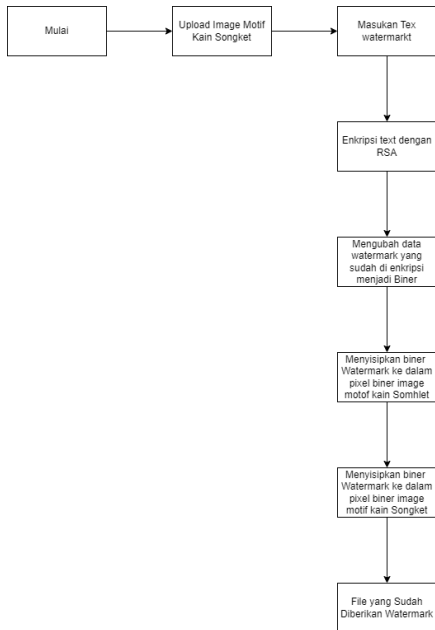 Mulai
Upload Image Motif
Kain Songket
Masukan Tex
watermarkt
Enkripsi text dengan
RSA
Mengubah data
watermark yang
sudah di enkripsi
menjadi Biner
Menyisipkan biner
Watermark ke dalam
pixel biner image
motof kain Somhlet
Menyisipkan biner
Watermark ke dalam
pixel biner image
motif kain Songket
File yang Sudah
Diberikan Watermark